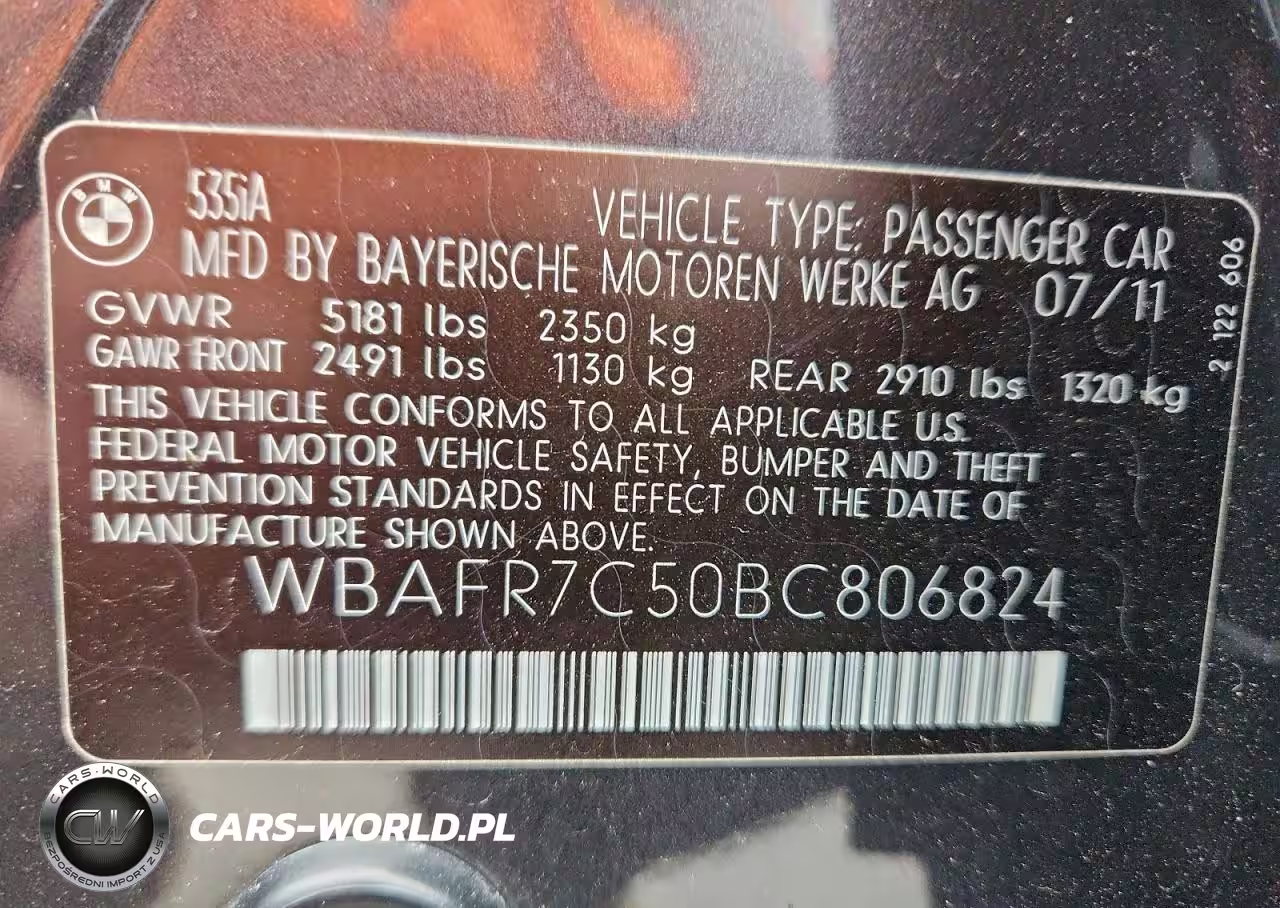 BMW
535iA
VEHICLE TYPE: PASSENGER CAR
MFD BY BAYERISCHE MOTOREN WERKE AG 07/11
GVWR 5181 lbs 2350 kg
GAWR FRONT 2491 lbs 1130 kg REAR 2910 lbs 1320 kg
THIS VEHICLE CONFORMS TO ALL APPLICABLE U.S.
FEDERAL MOTOR VEHICLE SAFETY, BUMPER AND THEFT
PREVENTION STANDARDS IN EFFECT ON THE DATE OF
MANUFACTURE SHOWN ABOVE.
WBAFR7C50BC806824
2 122 606
CARS-WORLD
CW
BEZPOŚREDNI IMPORT Z USA
CARS-WORLD.PL